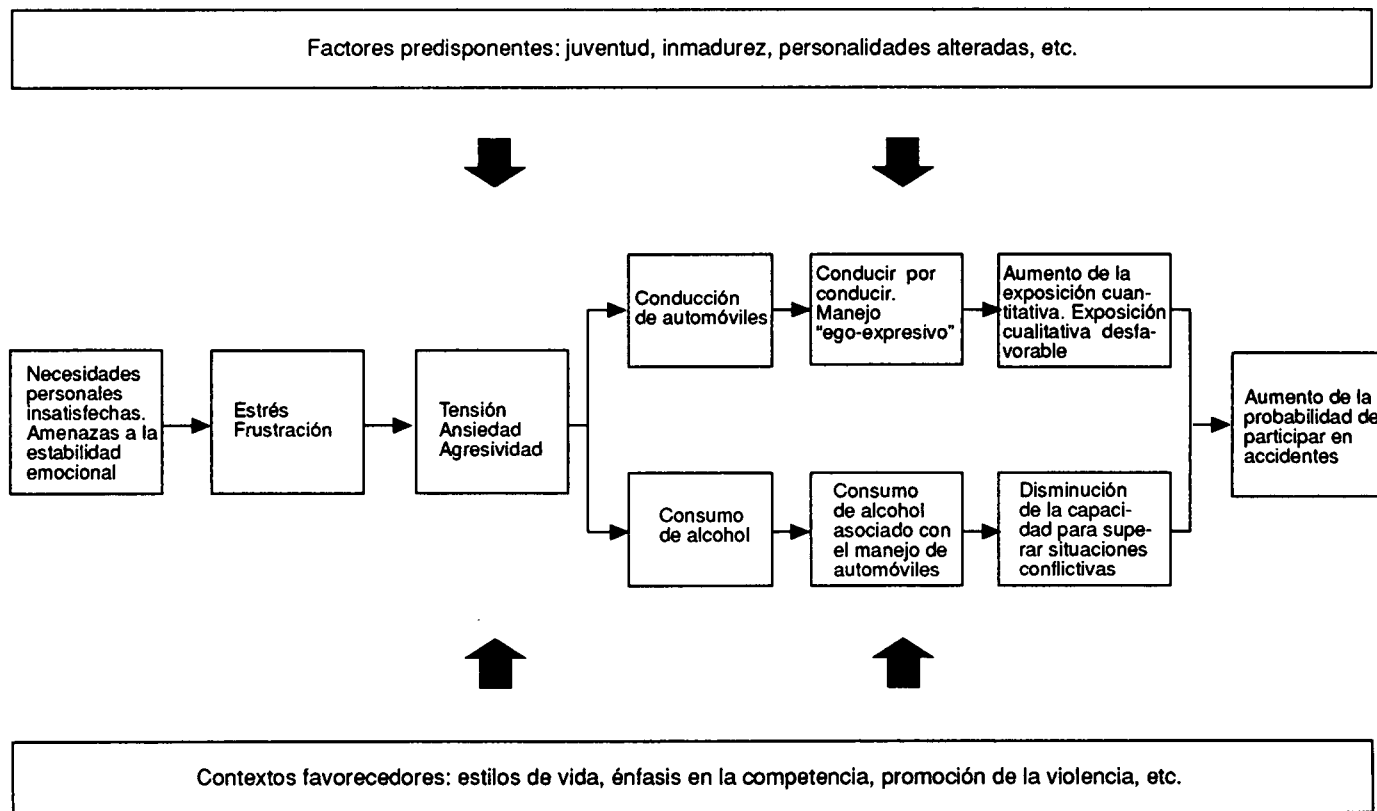 Factores predisponentes: juventud, inmadurez, personalidades alteradas, etc.
Necesidades
personales
insatisfechas.
Amenazas a la
estabilidad
emocional
Estrés
Frustración
Tensión
Ansiedad
Agresividad
Conducción
de automóviles
Conducir por
conducir.
Manejo
“ego-expresivo”
Aumento de la
exposición cuan-
titativa. Exposición
cualitativa desfa-
vorable
Consumo
de alcohol
Consumo
de alcohol
asociado con
el manejo de
automóviles
Disminución
de la capaci-
dad para supe-
rar situaciones
conflictivas
Aumento de la
probabilidad de
participar en
accidentes
Contextos favorecedores: estilos de vida, énfasis en la competencia, promoción de la violencia, etc.